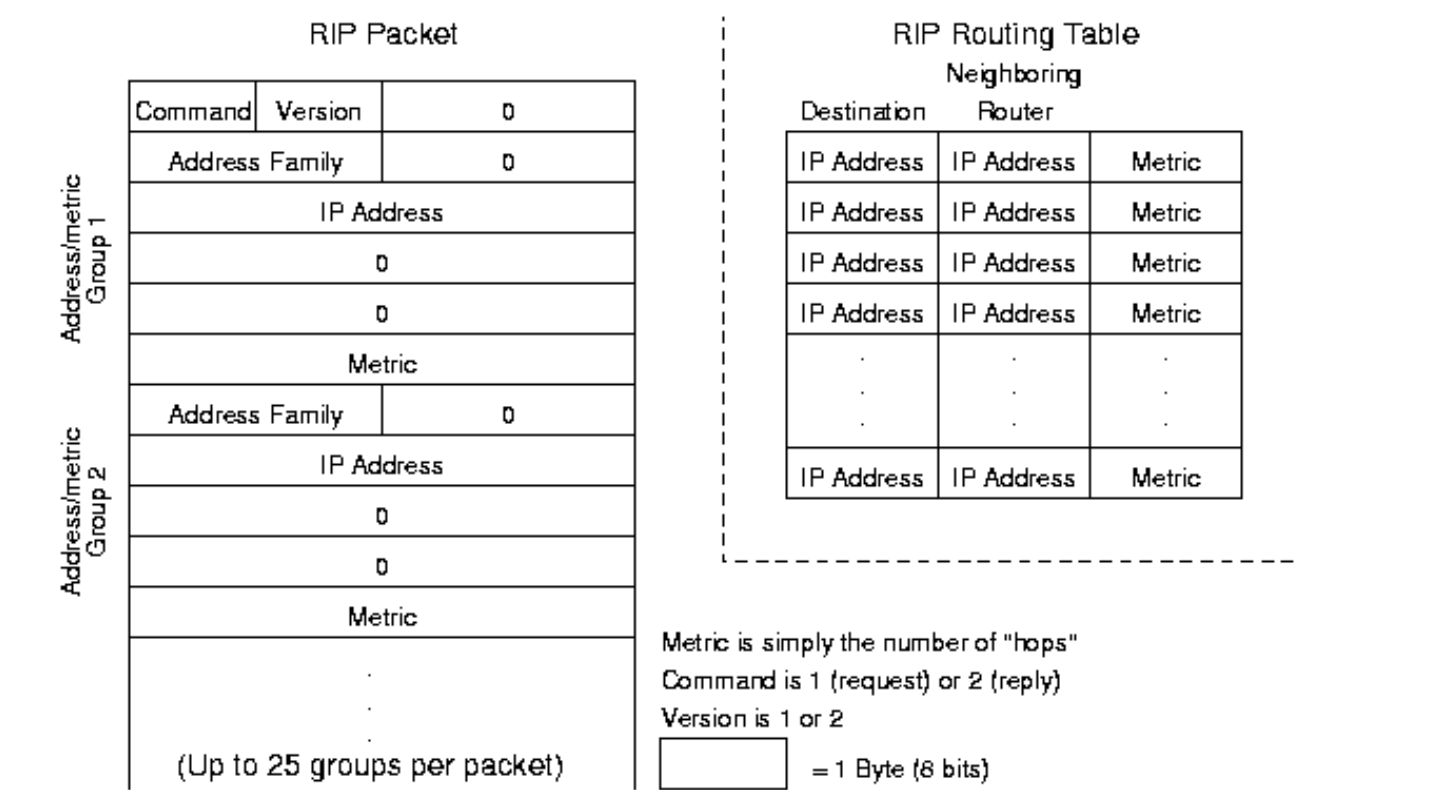 RIP Packet
Command Version 0
Address Family 0
IP Address
0
0
Metric
Address Family 0
IP Address
0
0
Metric
.
.
.
(Up to 25 groups per packet)
Address/metric
Group 1
Address/metric
Group 2
RIP Routing Table
Neighboring
Destination Router
IP Address IP Address Metric
IP Address IP Address Metric
IP Address IP Address Metric
IP Address IP Address Metric
. . .
. . .
. . .
IP Address IP Address Metric
Metric is simply the number of "hops"
Command is 1 (request) or 2 (reply)
Version is 1 or 2
= 1 Byte (8 bits)